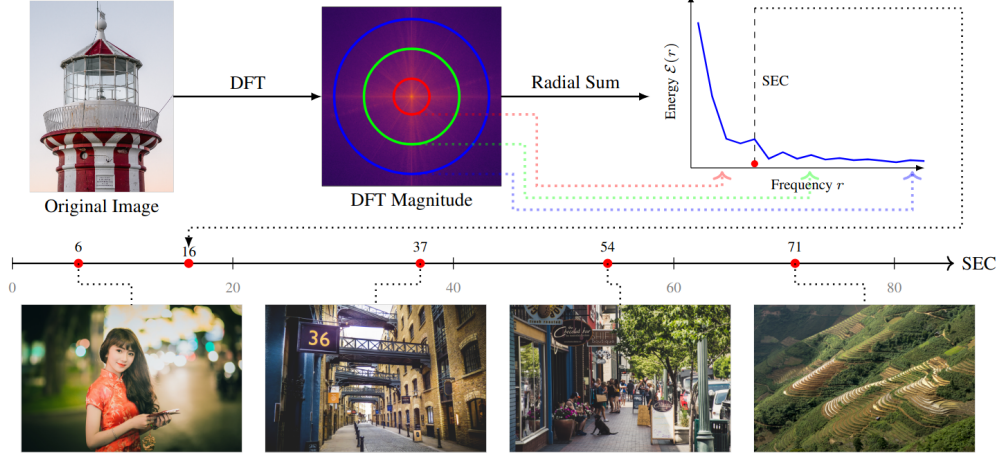 DFT
Radial Sum
Energy ℰ(r)
SEC
Frequency r
Original Image
DFT Magnitude
6
16
37
54
71
SEC
0
20
40
60
80
36
Chocolate